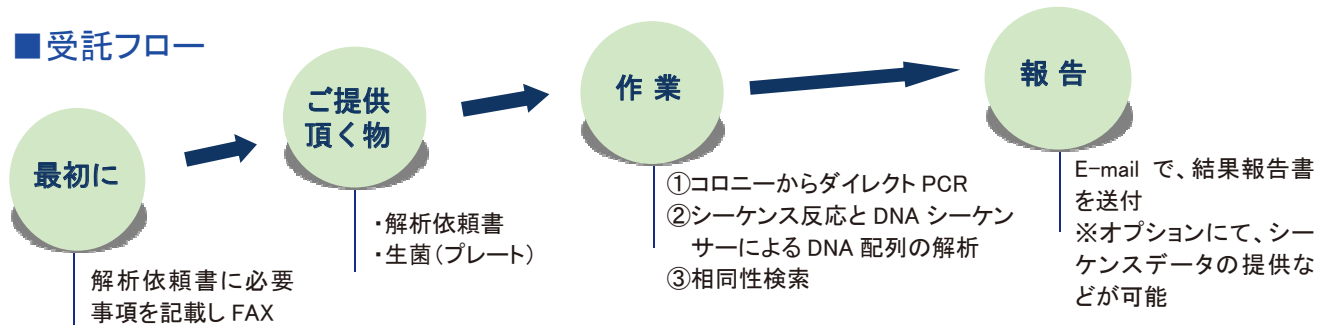 ■受託フロー
最初に
解析依頼書に必要
事項を記載し FAX
ご提供
頂く物
・解析依頼書
・生菌(プレート)
作 業
①コロニーからダイレクト PCR
②シーケンス反応と DNA シーケン
サーによる DNA 配列の解析
③相同性検索
報 告
E-mail で、結果報告書
を送付
※オプションにて、シー
ケンスデータの提供な
どが可能